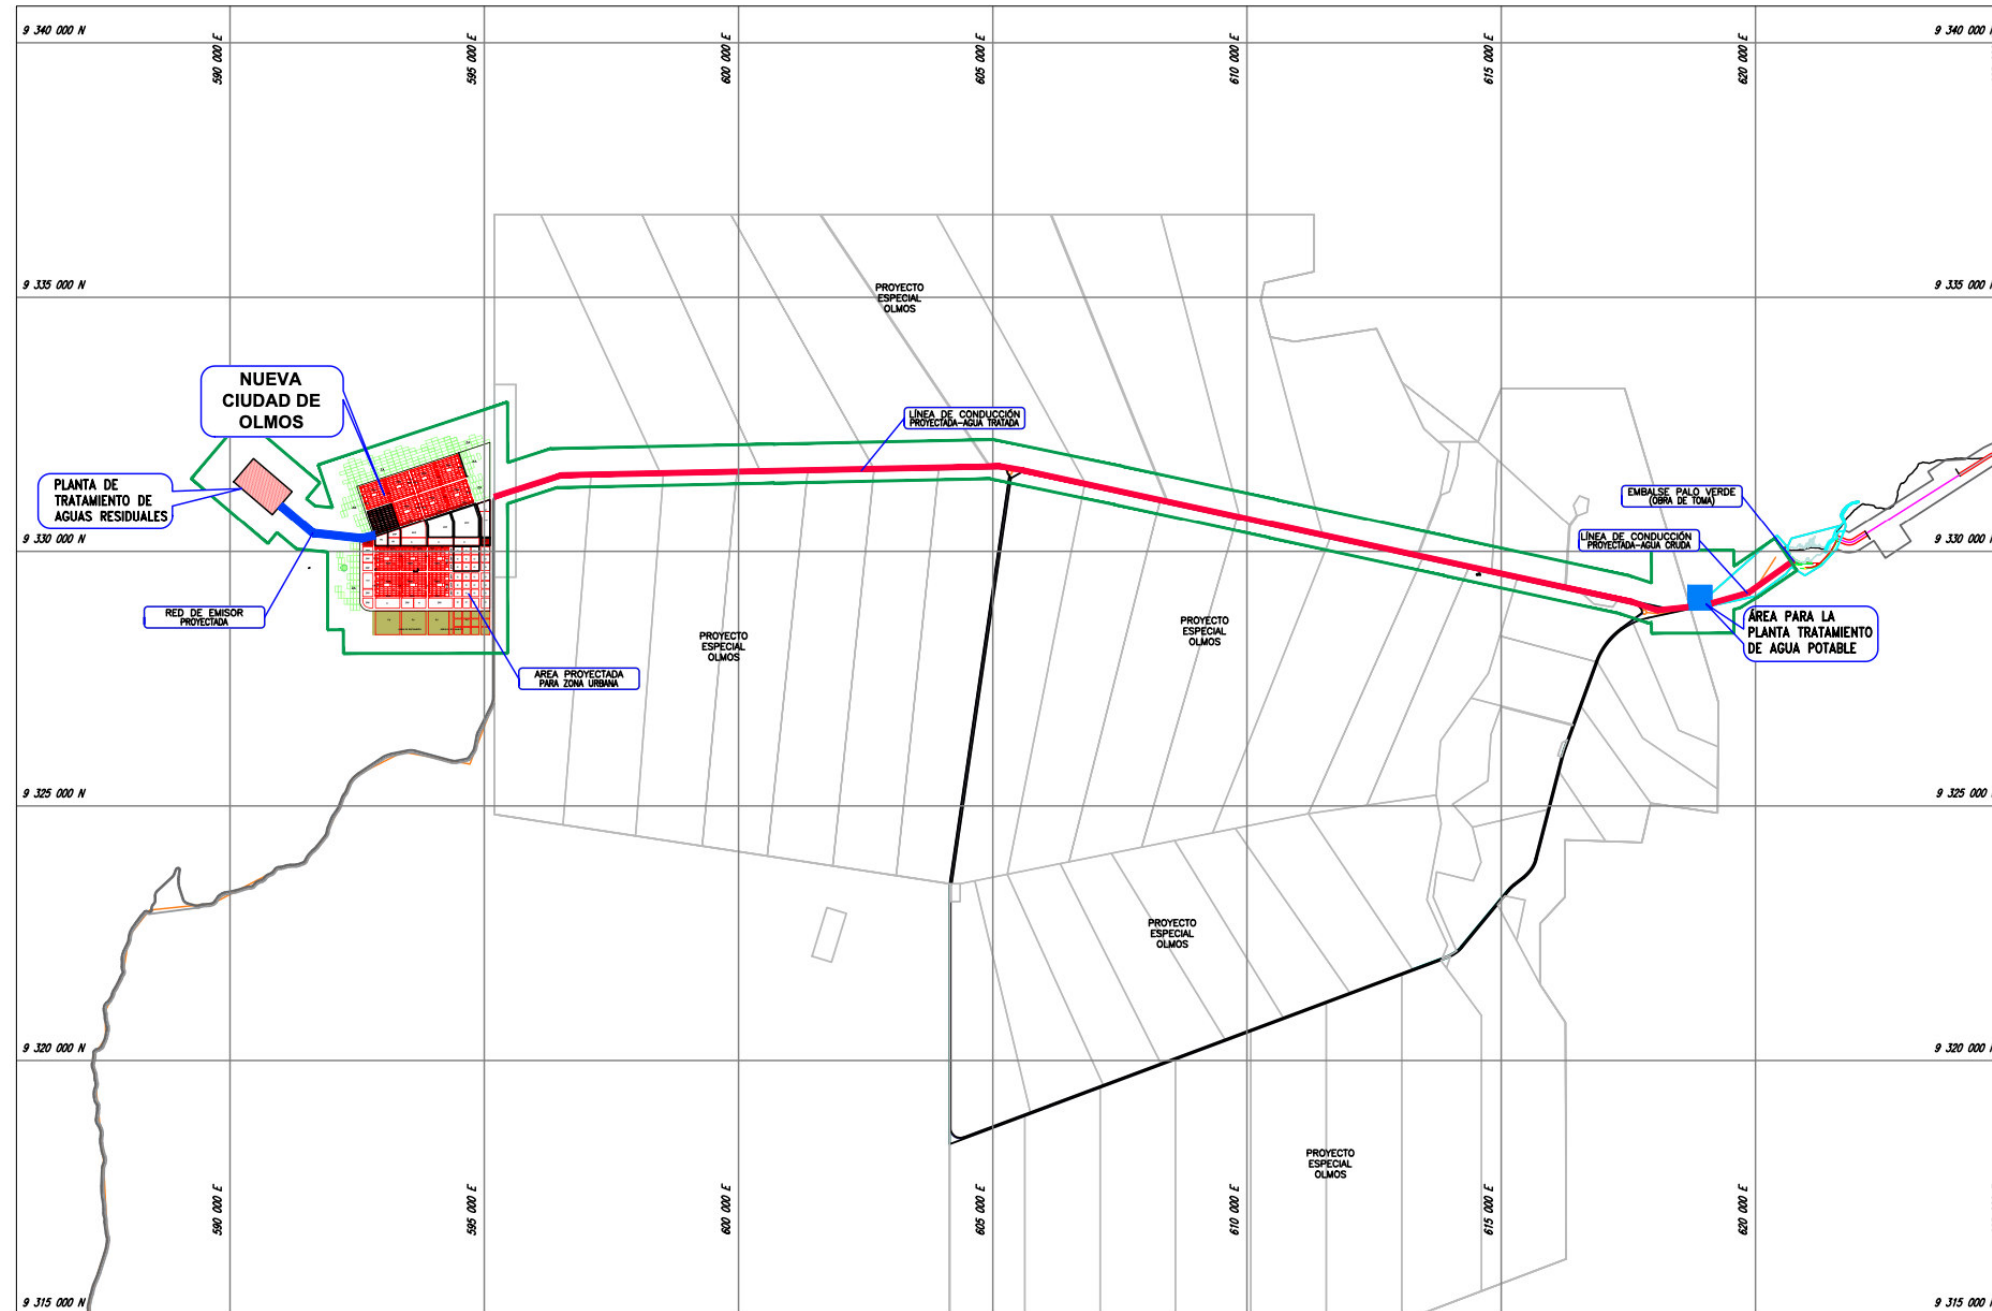 9 340 000 N
9 340 000 N
590 000 E
595 000 E
600 000 E
605 000 E
610 000 E
615 000 E
620 000 E
9 335 000 N
9 335 000 N
PROYECTO
ESPECIAL
OLMOS
NUEVA
CIUDAD DE
OLMOS
LÍNEA DE CONDUCCIÓN
PROYECTADA-AGUA TRATADA
PLANTA DE
TRATAMIENTO DE
AGUAS RESIDUALES
EMBALSE PALO VERDE
(OBRA DE TOMA)
LÍNEA DE CONDUCCIÓN
PROYECTADA-AGUA CRUDA
9 330 000 N
9 330 000 N
RED DE EMISOR
PROYECTADA
ÁREA PARA LA
PLANTA TRATAMIENTO
DE AGUA POTABLE
PROYECTO
ESPECIAL
OLMOS
PROYECTO
ESPECIAL
OLMOS
AREA PROYECTADA
PARA ZONA URBANA
9 325 000 N
9 325 000 N
PROYECTO
ESPECIAL
OLMOS
9 320 000 N
9 320 000 N
PROYECTO
ESPECIAL
OLMOS
590 000 E
595 000 E
600 000 E
605 000 E
610 000 E
615 000 E
620 000 E
9 315 000 N
9 315 000 N